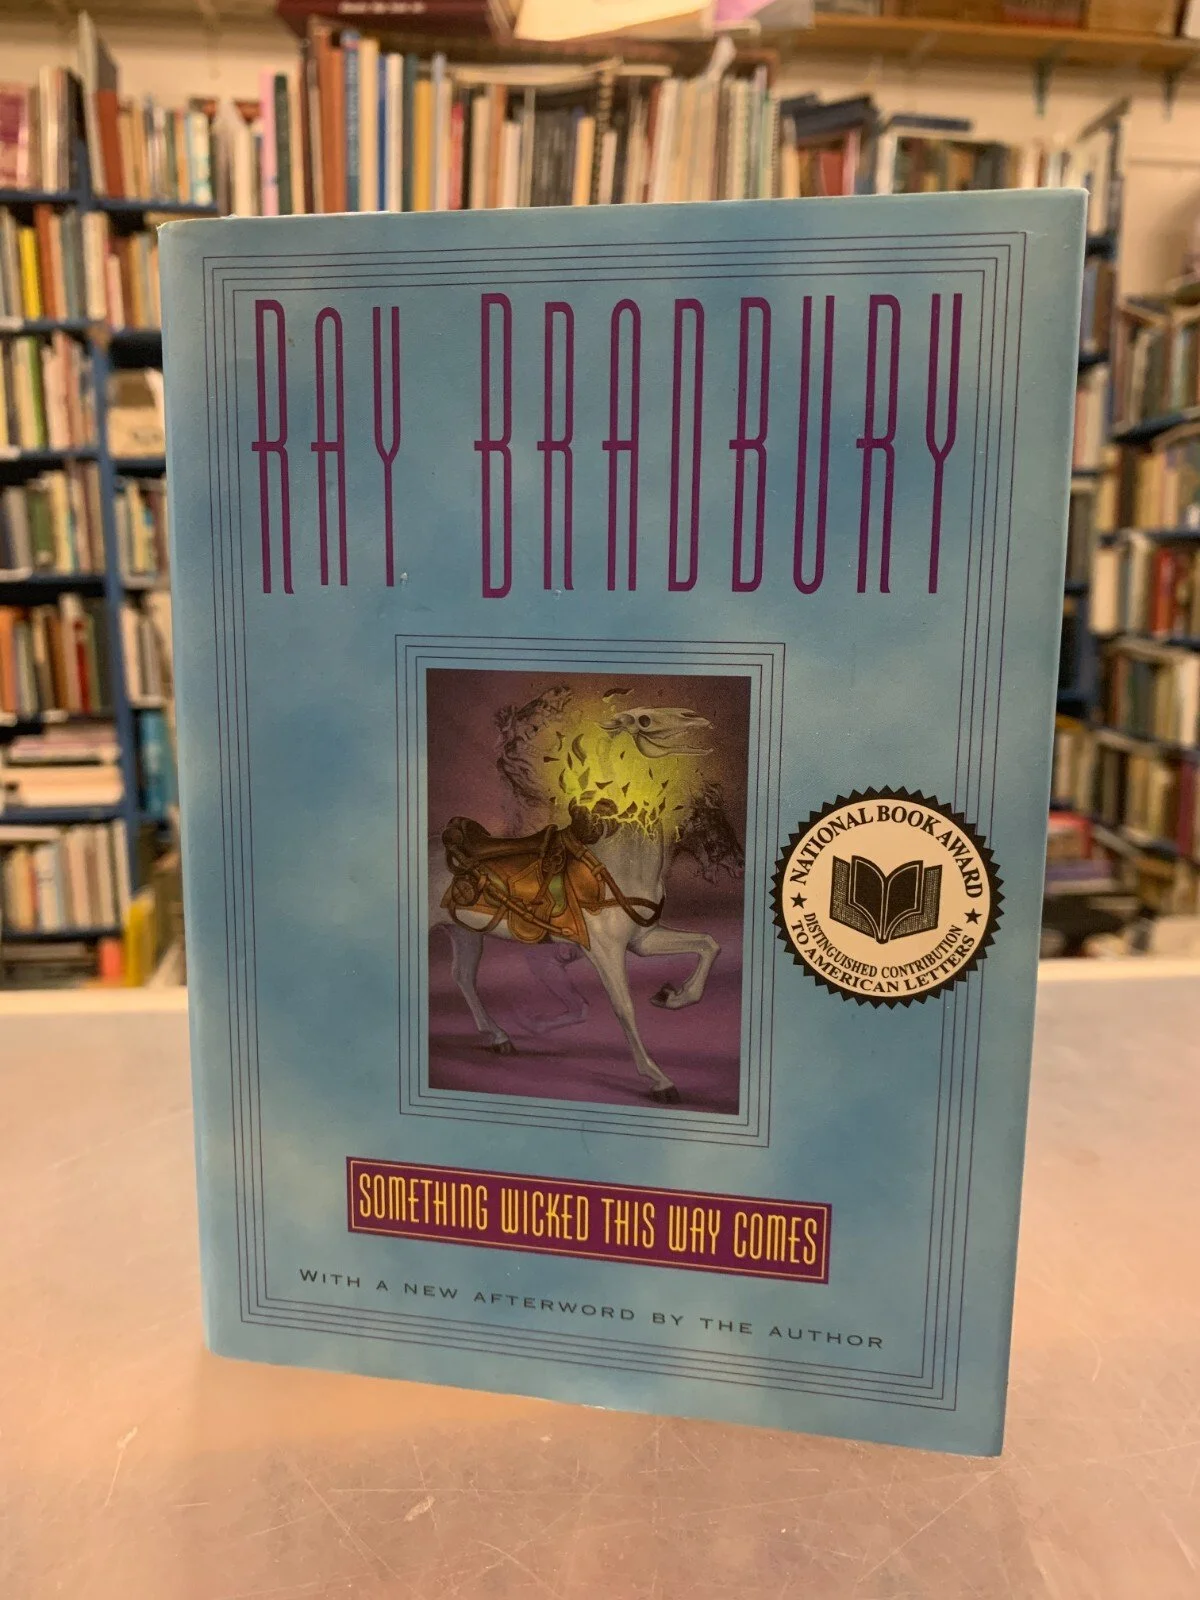 RAY BRADBURY
NATIONAL BOOK AWARD
DISTINGUISHED CONTRIBUTION
TO AMERICAN LETTERS
SOMETHING WICKED THIS WAY COMES
WITH A NEW AFTERWORD BY THE AUTHOR